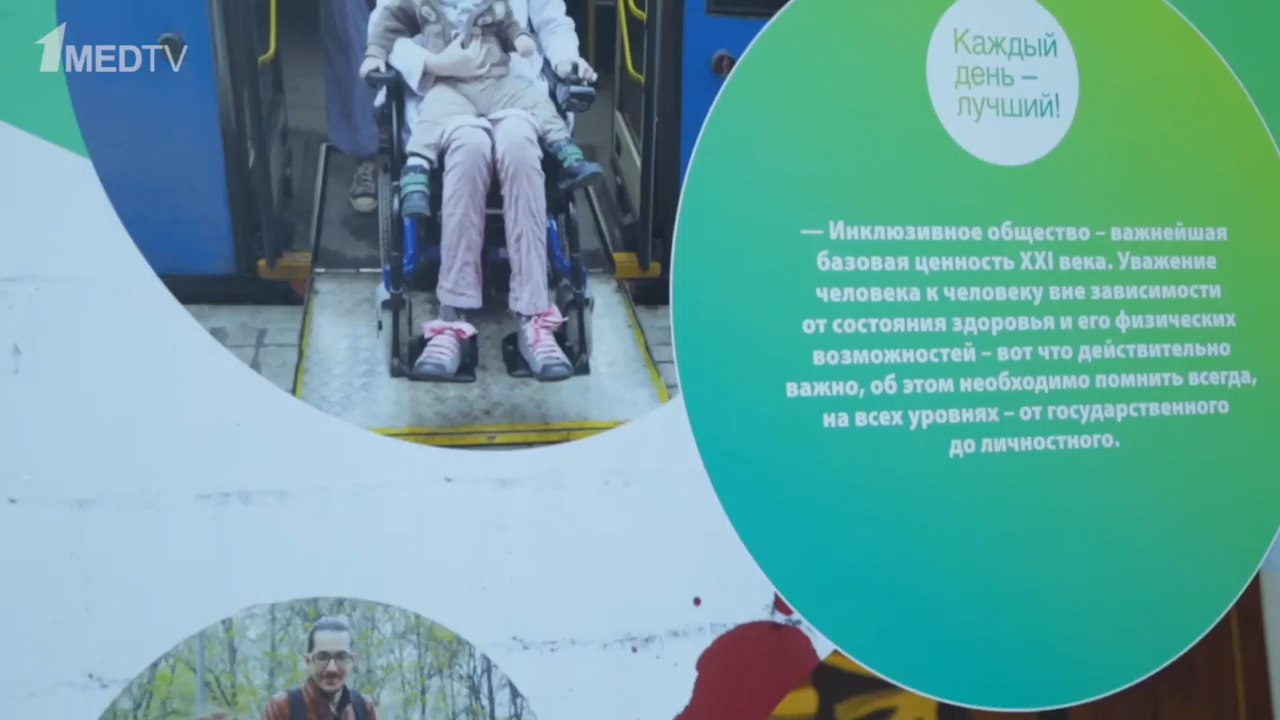 1MEDTV
Каждый
день –
лучший!
— Инклюзивное общество – важнейшая
базовая ценность XXI века. Уважение
человека к человеку вне зависимости
от состояния здоровья и его физических
возможностей – вот что действительно
важно, об этом необходимо помнить всегда,
на всех уровнях – от государственного
до личностного.